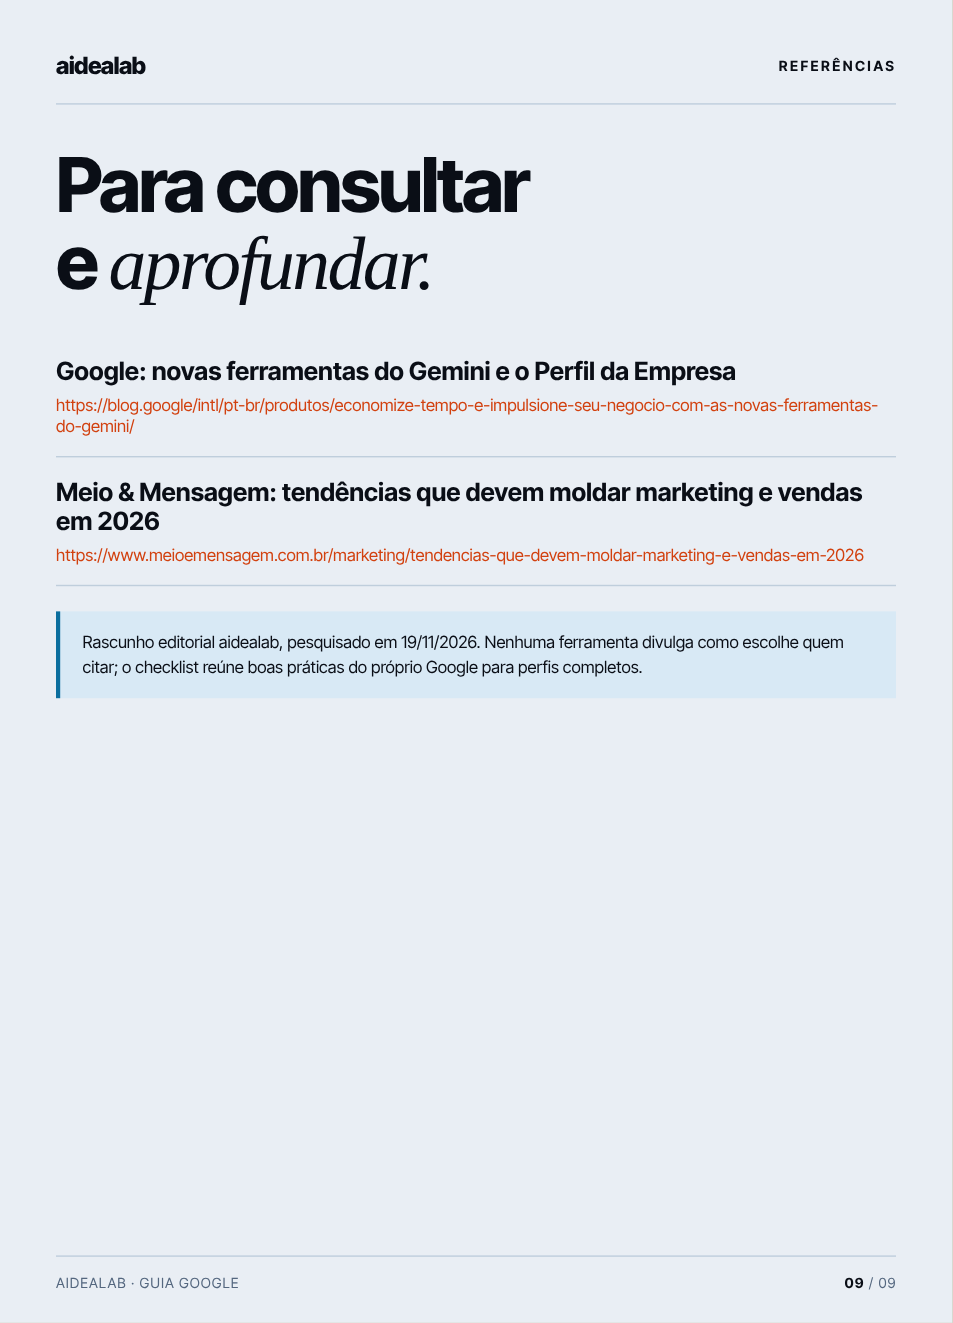 aidealab
REFERÊNCIAS
Para consultar
e aprofundar.
Google: novas ferramentas do Gemini e o Perfil da Empresa
https://blog.google/intl/pt-br/produtos/economize-tempo-e-impulsione-seu-negocio-com-as-novas-ferramentas-
do-gemini/
Meio & Mensagem: tendências que devem moldar marketing e vendas
em 2026
https://www.meioemensagem.com.br/marketing/tendencias-que-devem-moldar-marketing-e-vendas-em-2026
Rascunho editorial aidealab, pesquisado em 19/11/2026. Nenhuma ferramenta divulga como escolhe quem
citar; o checklist reúne boas práticas do próprio Google para perfis completos.
AIDEALAB · GUIA GOOGLE
09 / 09